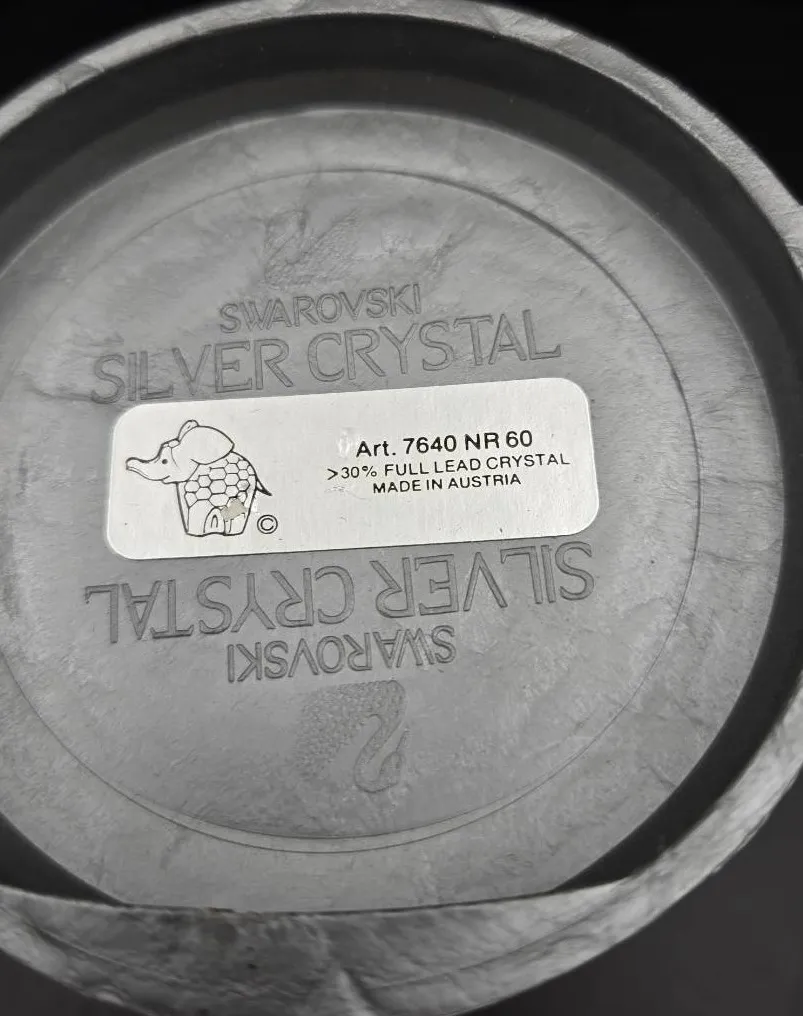 SWAROVSKI
SILVER CRYSTAL
Art. 7640 NR 60
>30% FULL LEAD CRYSTAL
MADE IN AUSTRIA
©
SILVER CRYSTAL
SWAROVSKI